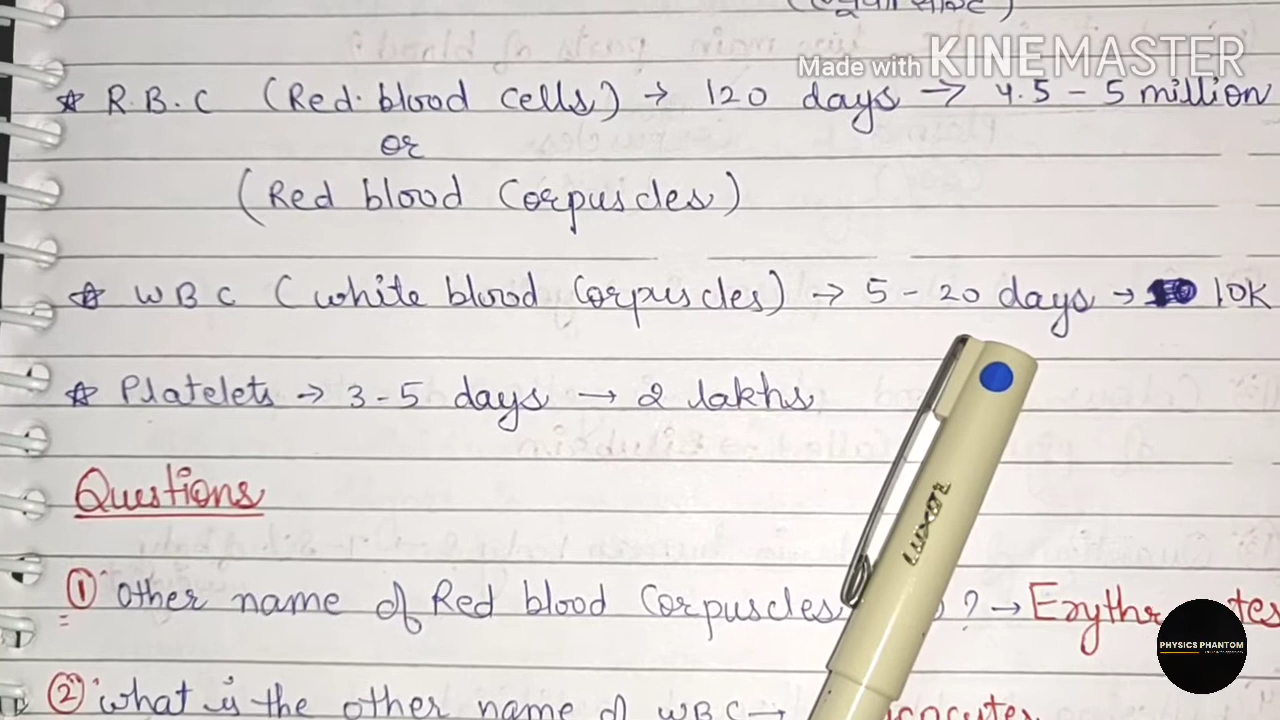 Made with KINEMASTER
☆ R.B.C (Red blood cells) → 120 days → 4.5 - 5 million
or
(Red blood Corpuscles)
☆ WBC (white blood Corpuscles) → 5 - 20 days → 10K
☆ Platelets → 3 - 5 days → 2 lakhs
Questions
① Other name of Red blood Corpuscles ? →
LUXOR
PHYSICS PHANTOM
② What is the other name of WBC →